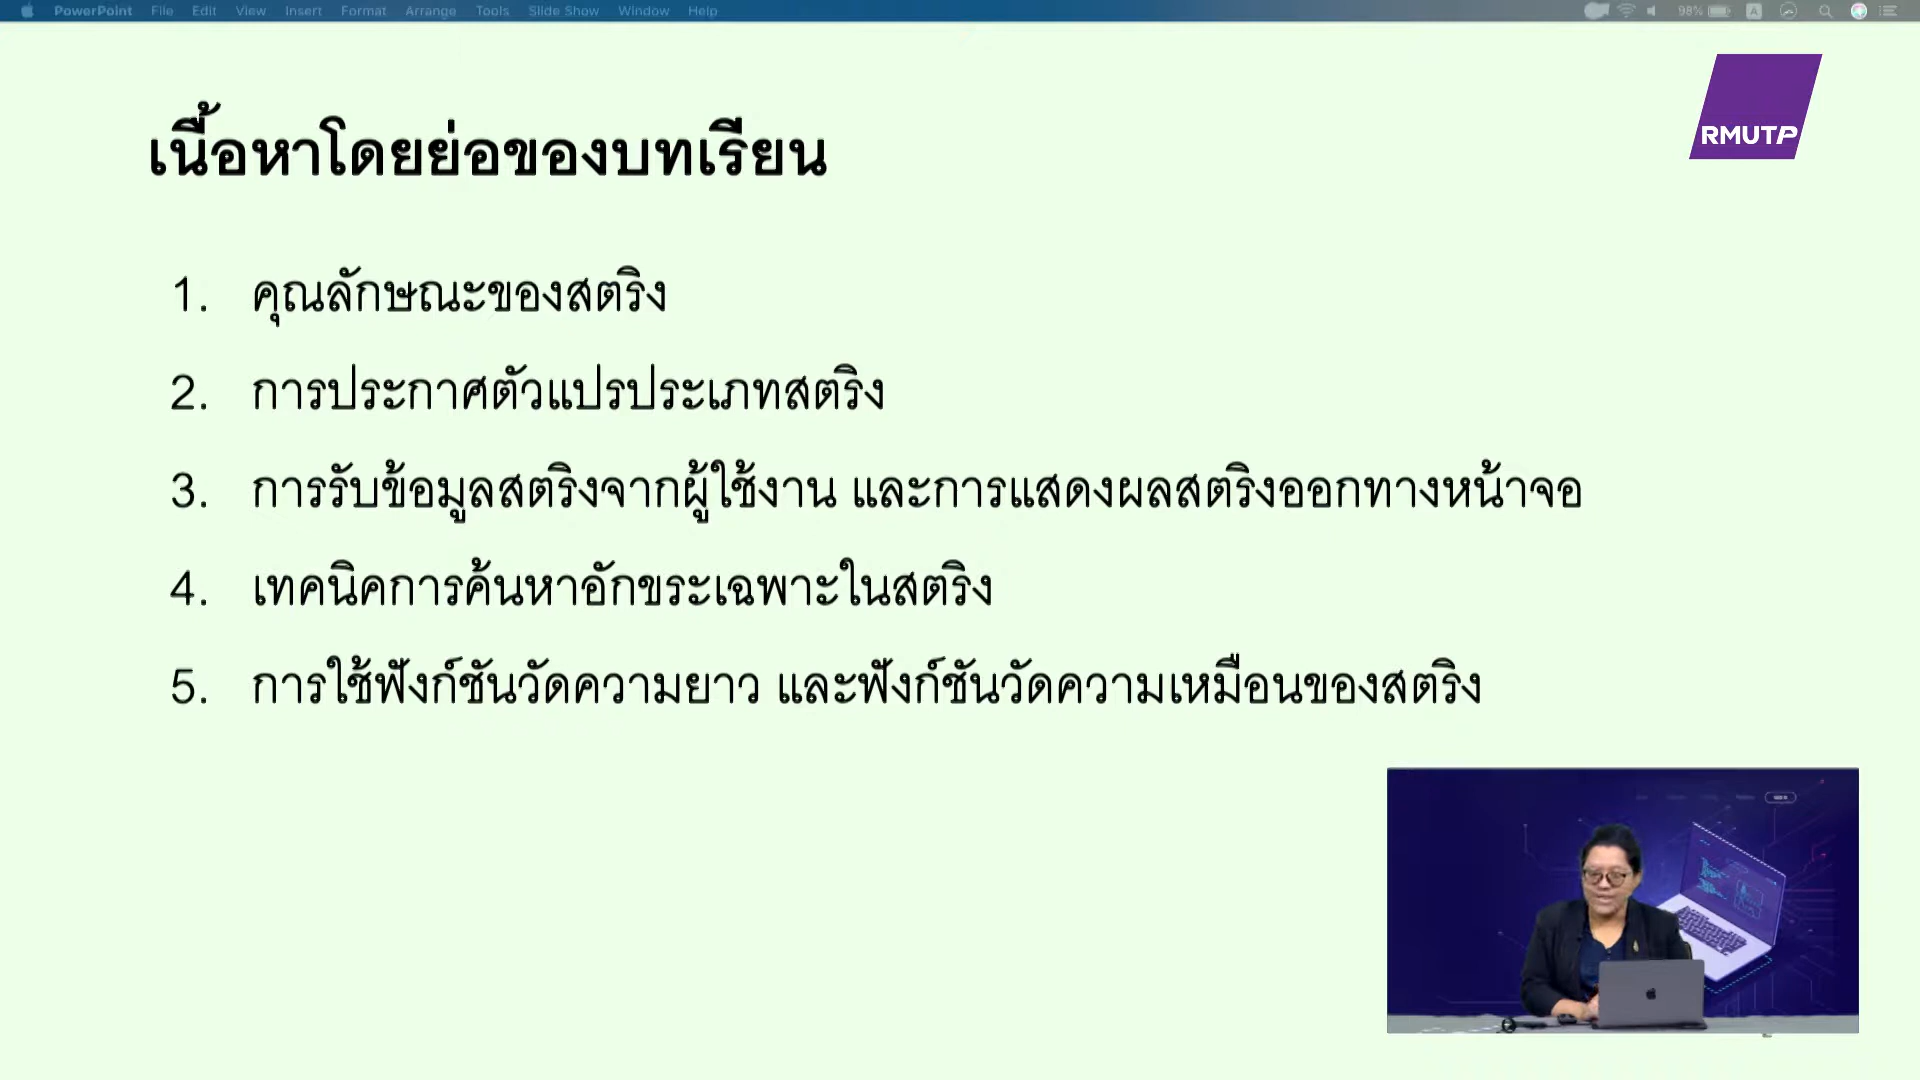 PowerPoint File Edit View Insert Format Arrange Tools Slide Show Window Help 98% A
RMUTP
เนื้อหาโดยย่อของบทเรียน
1. คุณลักษณะของสตริง
2. การประกาศตัวแปรประเภทสตริง
3. การรับข้อมูลสตริงจากผู้ใช้งาน และการแสดงผลสตริงออกทางหน้าจอ
4. เทคนิคการค้นหาอักขระเฉพาะในสตริง
5. การใช้ฟังก์ชันวัดความยาว และฟังก์ชันวัดความเหมือนของสตริง